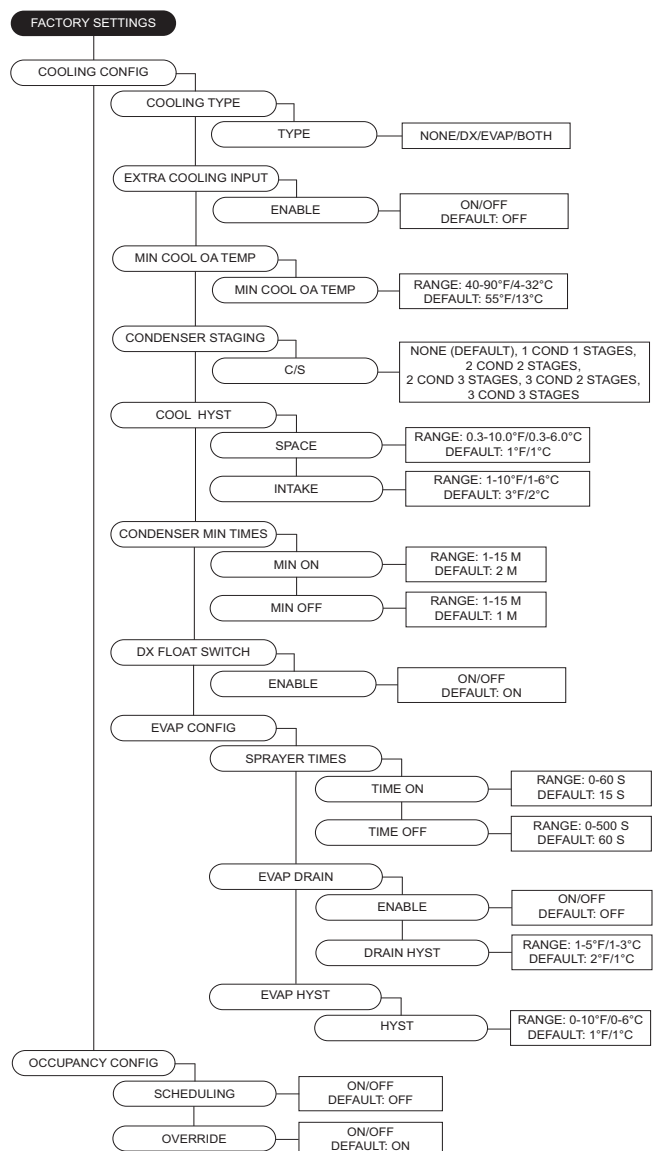 FACTORY SETTINGS
COOLING CONFIG
COOLING TYPE
TYPE
NONE/DX/EVAP/BOTH
EXTRA COOLING INPUT
ENABLE
ON/OFF
DEFAULT: OFF
MIN COOL OA TEMP
MIN COOL OA TEMP
RANGE: 40-90°F/4-32°C
DEFAULT: 55°F/13°C
CONDENSER STAGING
C/S
NONE (DEFAULT), 1 COND 1 STAGES,
2 COND 2 STAGES,
2 COND 3 STAGES, 3 COND 2 STAGES,
3 COND 3 STAGES
COOL HYST
SPACE
RANGE: 0.3-10.0°F/0.3-6.0°C
DEFAULT: 1°F/1°C
INTAKE
RANGE: 1-10°F/1-6°C
DEFAULT: 3°F/2°C
CONDENSER MIN TIMES
MIN ON
RANGE: 1-15 M
DEFAULT: 2 M
MIN OFF
RANGE: 1-15 M
DEFAULT: 1 M
DX FLOAT SWITCH
ENABLE
ON/OFF
DEFAULT: ON
EVAP CONFIG
SPRAYER TIMES
TIME ON
RANGE: 0-60 S
DEFAULT: 15 S
TIME OFF
RANGE: 0-500 S
DEFAULT: 60 S
EVAP DRAIN
ENABLE
ON/OFF
DEFAULT: OFF
DRAIN HYST
RANGE: 1-5°F/1-3°C
DEFAULT: 2°F/1°C
EVAP HYST
HYST
RANGE: 0-10°F/0-6°C
DEFAULT: 1°F/1°C
OCCUPANCY CONFIG
SCHEDULING
ON/OFF
DEFAULT: OFF
OVERRIDE
ON/OFF
DEFAULT: ON